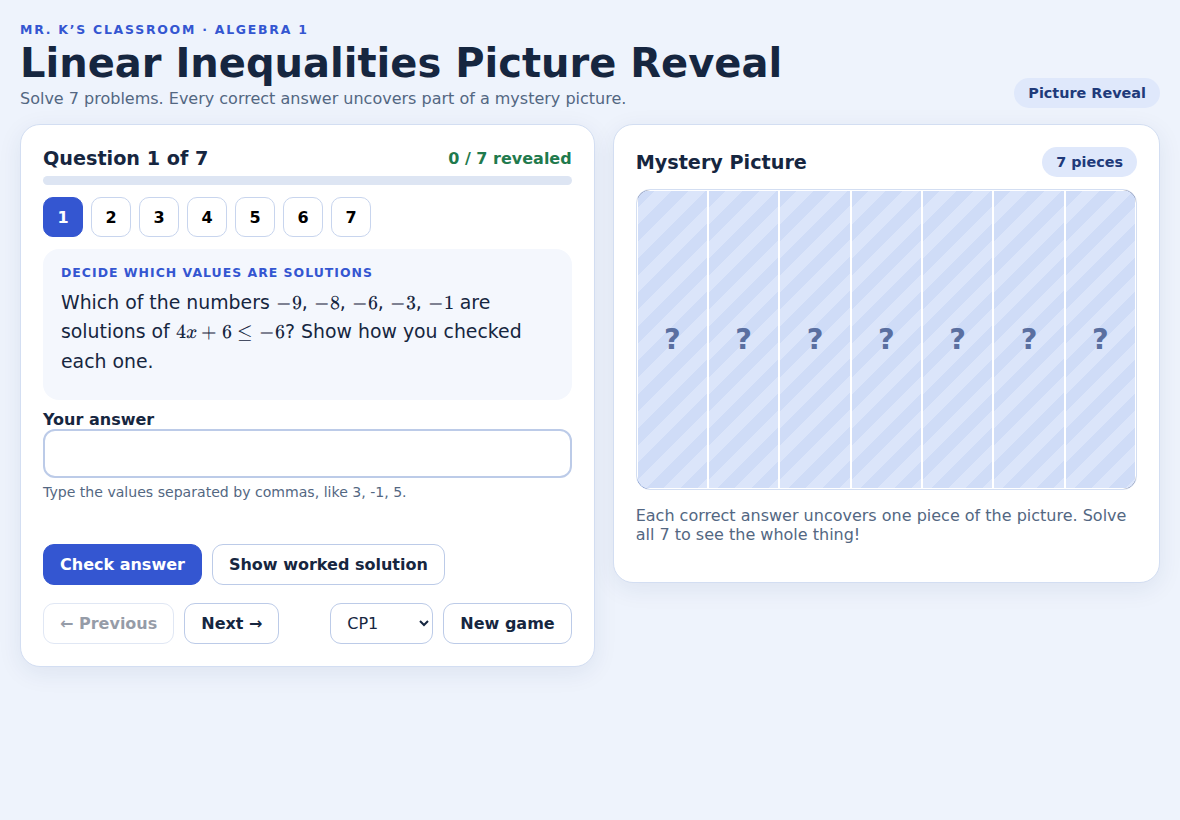 MR. K’S CLASSROOM · ALGEBRA 1
Linear Inequalities Picture Reveal
Solve 7 problems. Every correct answer uncovers part of a mystery picture.
Picture Reveal
Question 1 of 7
0 / 7 revealed
1 2 3 4 5 6 7
DECIDE WHICH VALUES ARE SOLUTIONS
Which of the numbers −9, −8, −6, −3, −1 are
solutions of 4x + 6 ≤ −6? Show how you checked
each one.
Your answer
Type the values separated by commas, like 3, -1, 5.
Check answer
Show worked solution
← Previous
Next →
CP1
New game
Mystery Picture
7 pieces
? ? ? ? ? ? ?
Each correct answer uncovers one piece of the picture. Solve
all 7 to see the whole thing!